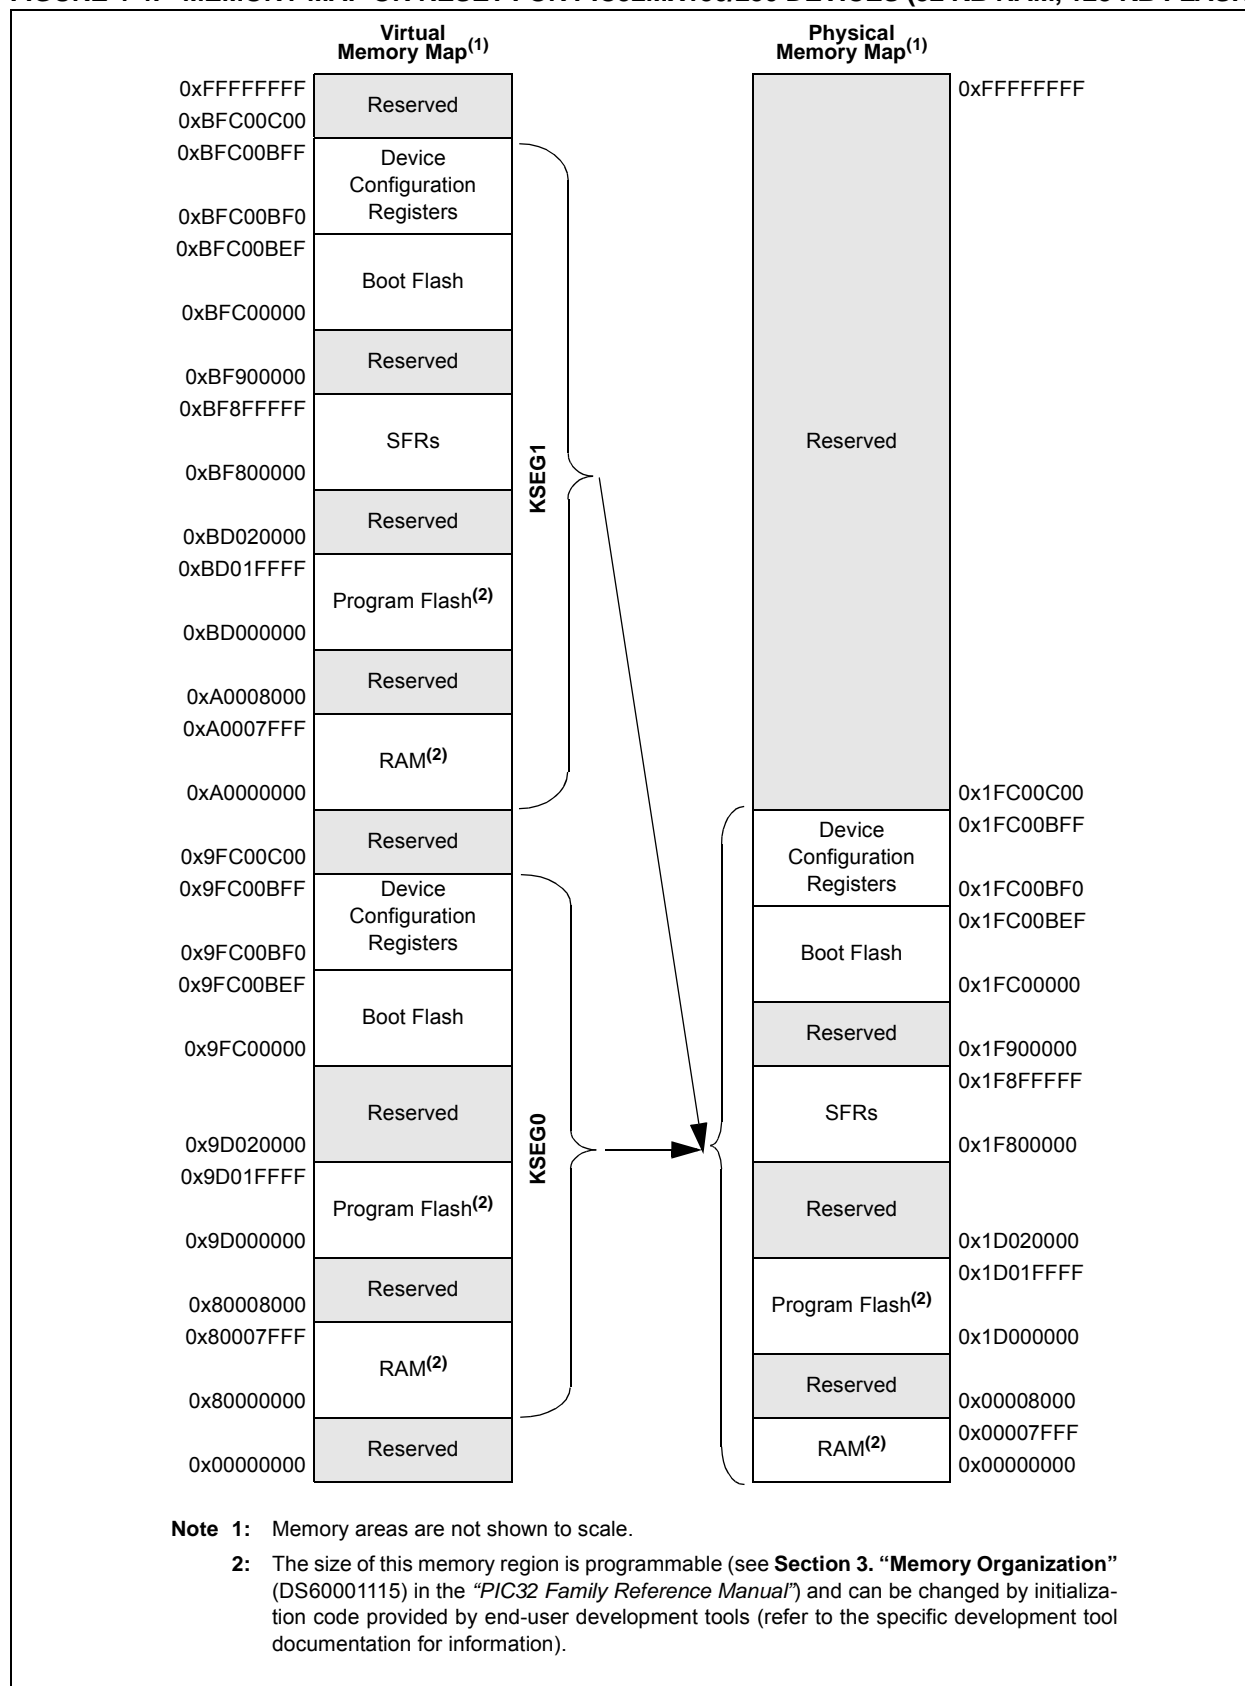 Virtual
Memory Map(1)
0xFFFFFFFF
Reserved
0xBFC00C00
0xBFC00BFF
Device
Configuration
Registers
0xBFC00BF0
0xBFC00BEF
Boot Flash
0xBFC00000
Reserved
0xBF900000
0xBF8FFFFF
SFRs
0xBF800000
Reserved
0xBD020000
0xBD01FFFF
Program Flash(2)
0xBD000000
Reserved
0xA0008000
0xA0007FFF
RAM(2)
0xA0000000
KSEG1
Reserved
0x9FC00C00
0x9FC00BFF
Device
Configuration
Registers
0x9FC00BF0
0x9FC00BEF
Boot Flash
0x9FC00000
Reserved
0x9D020000
0x9D01FFFF
Program Flash(2)
0x9D000000
Reserved
0x80008000
0x80007FFF
RAM(2)
0x80000000
KSEG0
Reserved
0x00000000
Physical
Memory Map(1)
0xFFFFFFFF
Reserved
0x1FC00C00
0x1FC00BFF
Device
Configuration
Registers
0x1FC00BF0
0x1FC00BEF
Boot Flash
0x1FC00000
Reserved
0x1F900000
0x1F8FFFFF
SFRs
0x1F800000
Reserved
0x1D020000
0x1D01FFFF
Program Flash(2)
0x1D000000
Reserved
0x00008000
0x00007FFF
RAM(2)
0x00000000
Note 1: Memory areas are not shown to scale.
2: The size of this memory region is programmable (see Section 3. “Memory Organization”
(DS60001115) in the “PIC32 Family Reference Manual”) and can be changed by initializa-
tion code provided by end-user development tools (refer to the specific development tool
documentation for information).